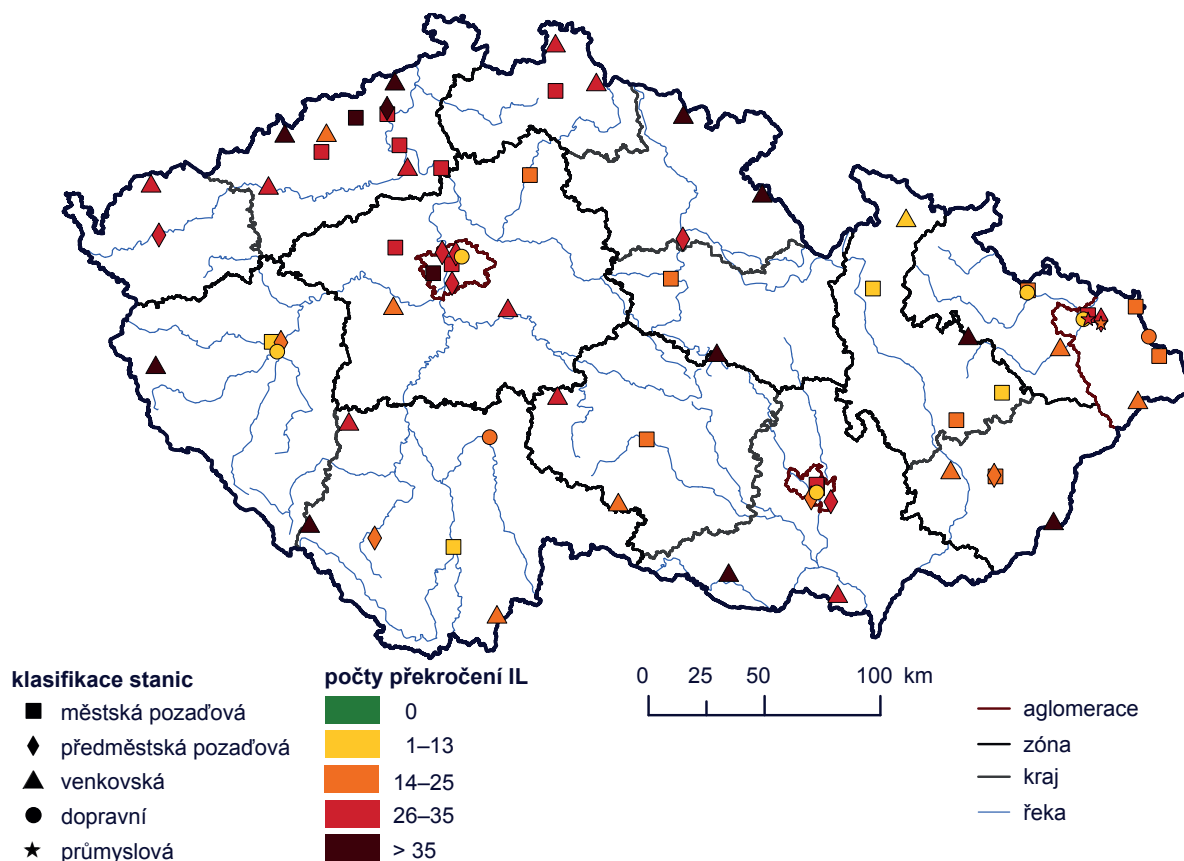 klasifikace stanic
městská pozaďová
předměstská pozaďová
venkovská
dopravní
průmyslová
počty překročení IL
0
1–13
14–25
26–35
> 35
0 25 50 100 km
aglomerace
zóna
kraj
řeka